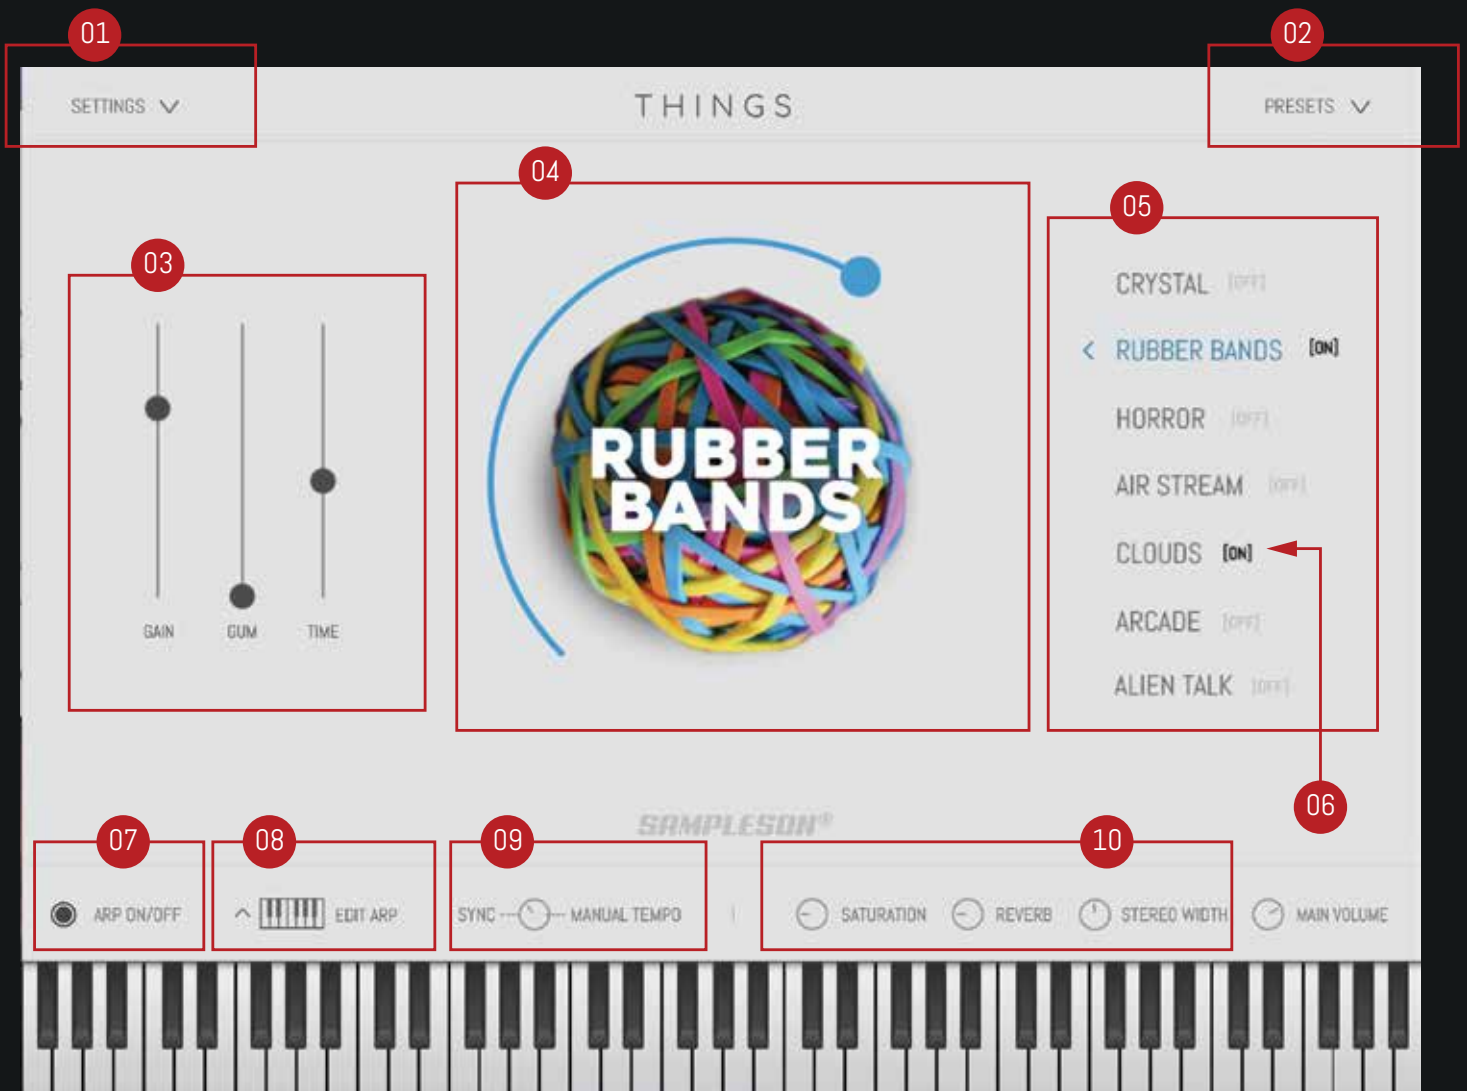 01
02
SETTINGS
THINGS
PRESETS
04
05
03
CRYSTAL [OFF]
RUBBER BANDS [ON]
HORROR [OFF]
AIR STREAM [OFF]
CLOUDS [ON]
ARCADE [OFF]
ALIEN TALK [OFF]
RUBBER
BANDS
GAIN GUM TIME
06
SAMPLESON®
07
08
09
10
ARP ON/OFF
EDIT ARP
SYNC MANUAL TEMPO
SATURATION REVERB STEREO WIDTH MAIN VOLUME